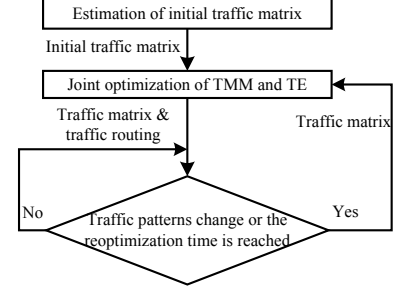 Estimation of initial traffic matrix
Initial traffic matrix
Joint optimization of TMM and TE
Traffic matrix &
traffic routing
Traffic matrix
No
Yes
Traffic patterns change or the
reoptimization time is reached